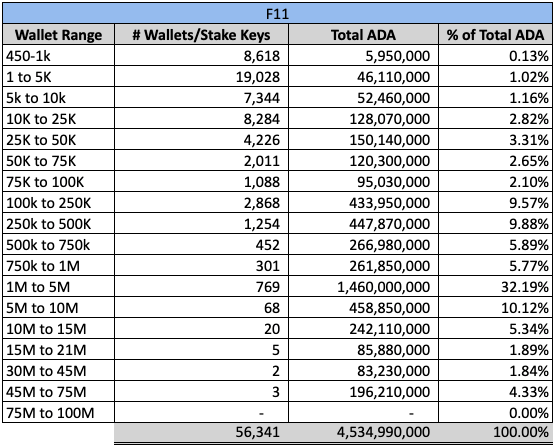 F11
Wallet Range # Wallets/Stake Keys Total ADA % of Total ADA
450-1k 8,618 5,950,000 0.13%
1 to 5K 19,028 46,110,000 1.02%
5k to 10k 7,344 52,460,000 1.16%
10K to 25K 8,284 128,070,000 2.82%
25K to 50K 4,226 150,140,000 3.31%
50K to 75K 2,011 120,300,000 2.65%
75K to 100K 1,088 95,030,000 2.10%
100k to 250K 2,868 433,950,000 9.57%
250k to 500K 1,254 447,870,000 9.88%
500k to 750k 452 266,980,000 5.89%
750k to 1M 301 261,850,000 5.77%
1M to 5M 769 1,460,000,000 32.19%
5M to 10M 68 458,850,000 10.12%
10M to 15M 20 242,110,000 5.34%
15M to 21M 5 85,880,000 1.89%
30M to 45M 2 83,230,000 1.84%
45M to 75M 3 196,210,000 4.33%
75M to 100M - - 0.00%
56,341 4,534,990,000 100.00%